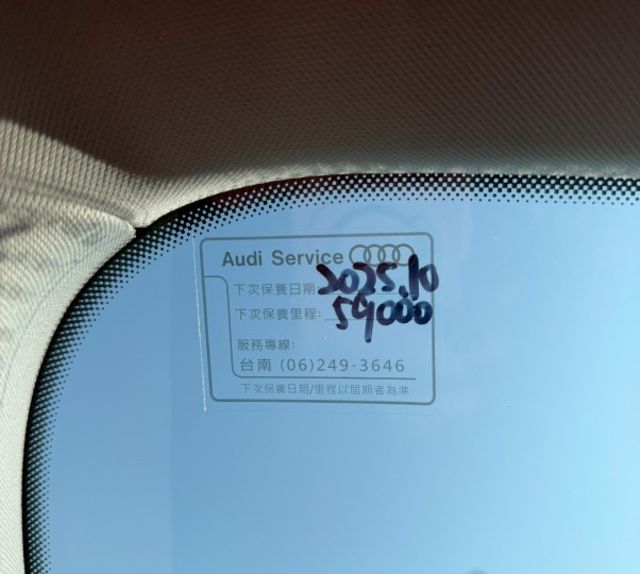 Audi Service
下次保養日期: 2025.10
下次保養里程: 59000
服務專線:
台南 (06)249-3646
下次保養日期/里程以屆期者為準